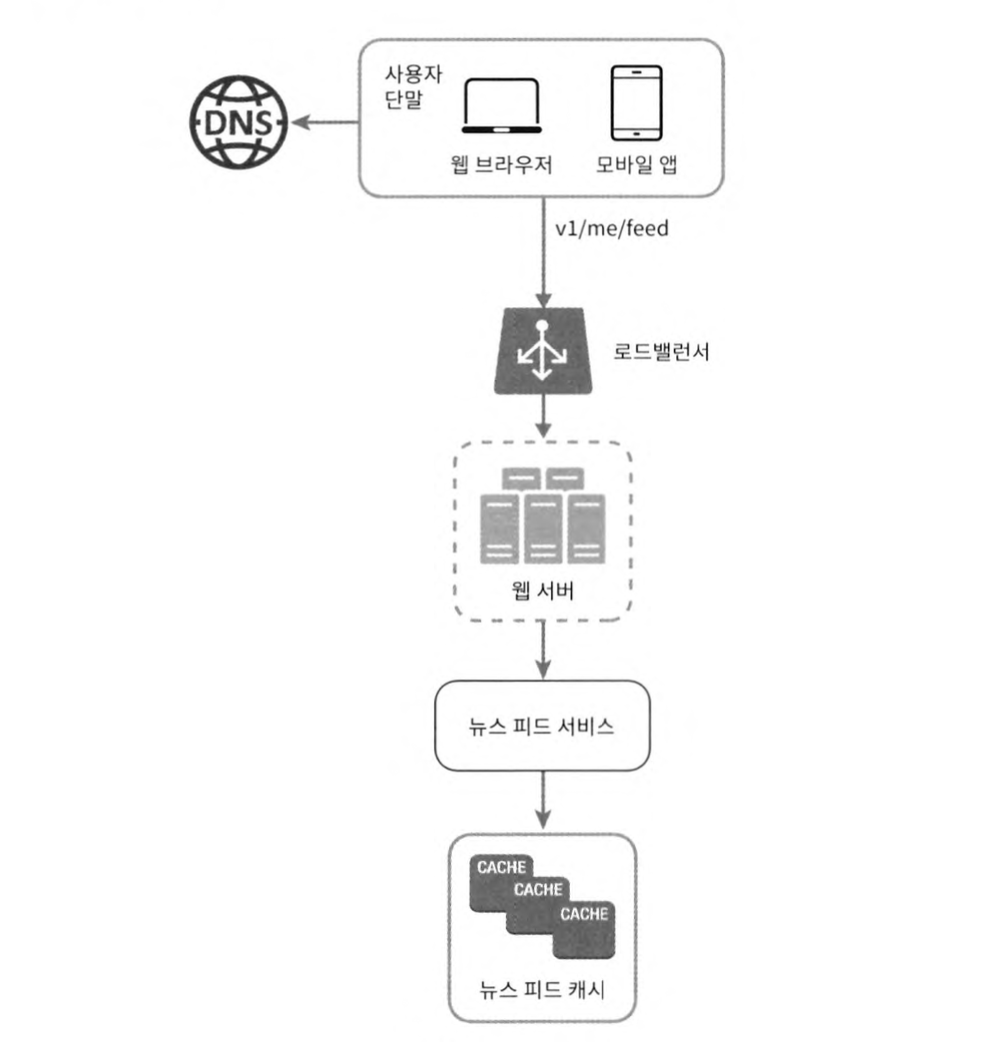 사용자
단말
DNS
웹 브라우저
모바일 앱
v1/me/feed
로드밸런서
웹 서버
뉴스 피드 서비스
CACHE
CACHE
CACHE
뉴스 피드 캐시